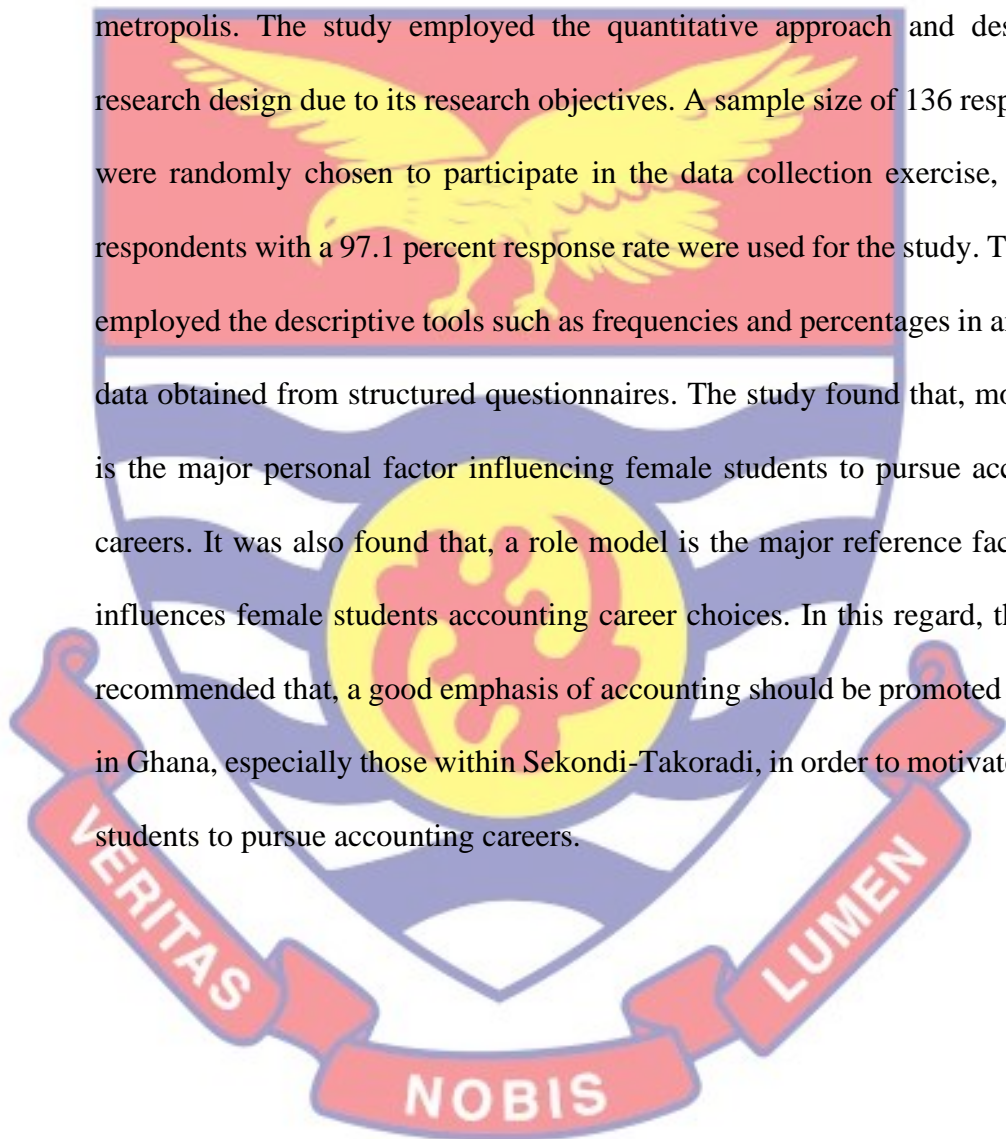 metropolis. The study employed the quantitative approach and des
research design due to its research objectives. A sample size of 136 resp
were randomly chosen to participate in the data collection exercise,
respondents with a 97.1 percent response rate were used for the study. T
employed the descriptive tools such as frequencies and percentages in a
data obtained from structured questionnaires. The study found that, mo
is the major personal factor influencing female students to pursue acc
careers. It was also found that, a role model is the major reference fac
influences female students accounting career choices. In this regard, th
recommended that, a good emphasis of accounting should be promoted
in Ghana, especially those within Sekondi-Takoradi, in order to motivate
students to pursue accounting careers.
VERITAS
NOBIS
LUMEN